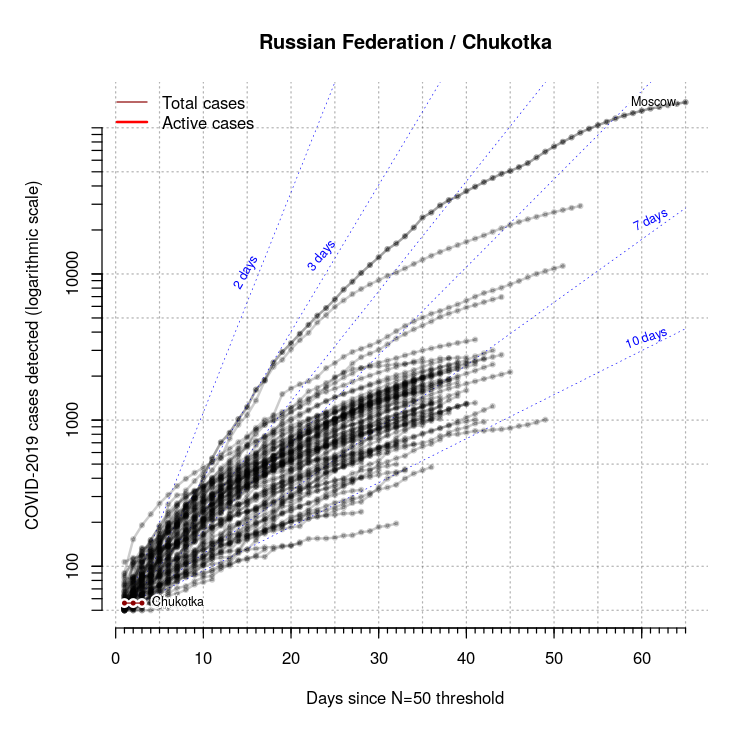 Russian Federation / Chukotka
Total cases
Active cases
Moscow
2 days
3 days
7 days
10 days
Chukotka
COVID-2019 cases detected (logarithmic scale)
10000
1000
100
0 10 20 30 40 50 60
Days since N=50 threshold